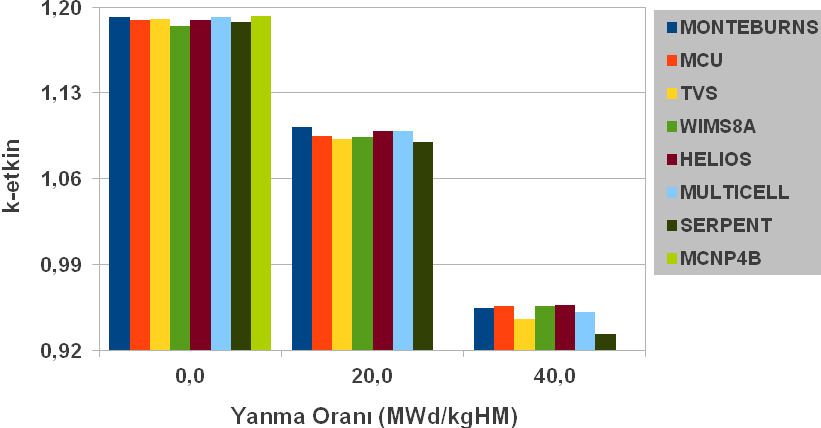 1,20
1,13
1,06
0,99
0,92
k-etkin
0,0
20,0
40,0
Yanma Oranı (MWd/kgHM)
MONTEBURNS
MCU
TVS
WIMS8A
HELIOS
MULTICELL
SERPENT
MCNP4B